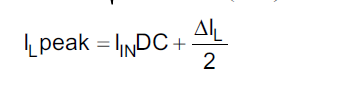 I_L peak = I_IN DC + ΔI_L / 2